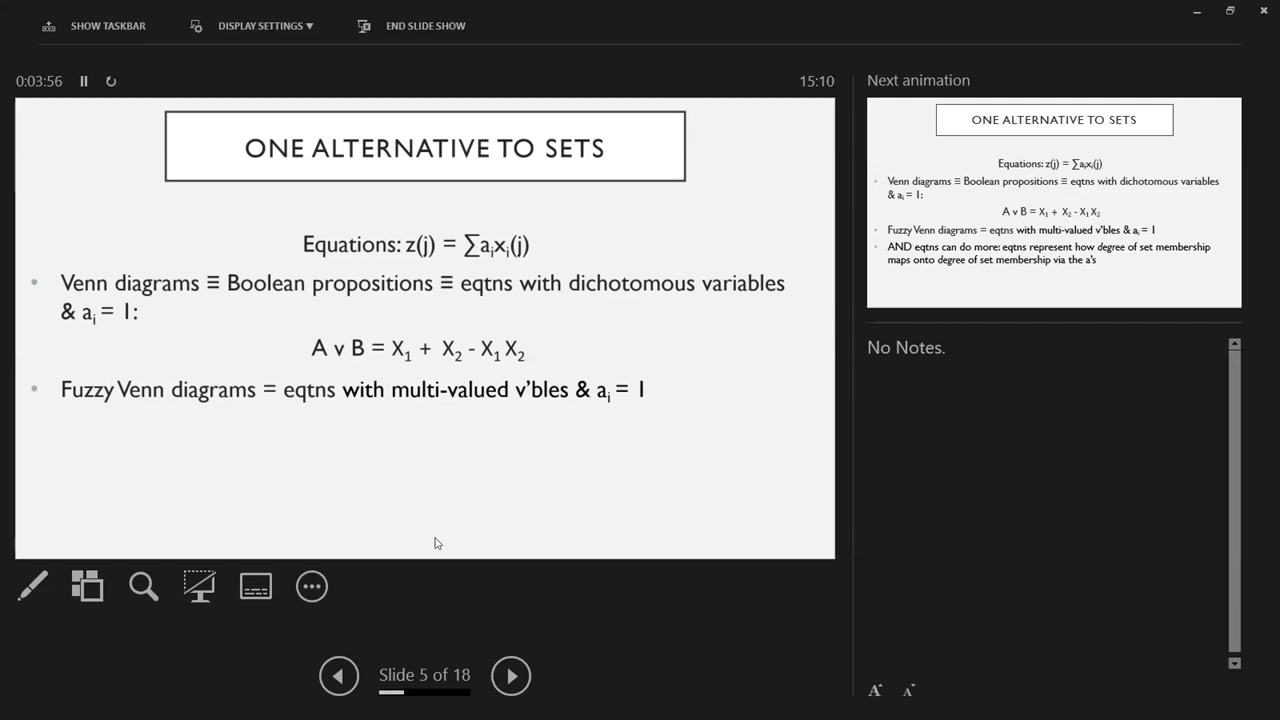 SHOW TASKBAR
DISPLAY SETTINGS ▼
END SLIDE SHOW
0:03:56
15:10
ONE ALTERNATIVE TO SETS
Equations: z(j) = ∑aᵢxᵢ(j)
• Venn diagrams ≡ Boolean propositions ≡ eqtns with dichotomous variables
& aᵢ = 1:
A v B = X₁ + X₂ - X₁ X₂
• Fuzzy Venn diagrams = eqtns with multi-valued v'bles & aᵢ = 1
Slide 5 of 18
Next animation
ONE ALTERNATIVE TO SETS
Equations: z(j) = ∑aᵢxᵢ(j)
• Venn diagrams ≡ Boolean propositions ≡ eqtns with dichotomous variables
& aᵢ = 1:
A v B = X₁ + X₂ - X₁ X₂
• Fuzzy Venn diagrams = eqtns with multi-valued v'bles & aᵢ = 1
• AND eqtns can do more: eqtns represent how degree of set membership
maps onto degree of set membership via the a's
No Notes.
A A